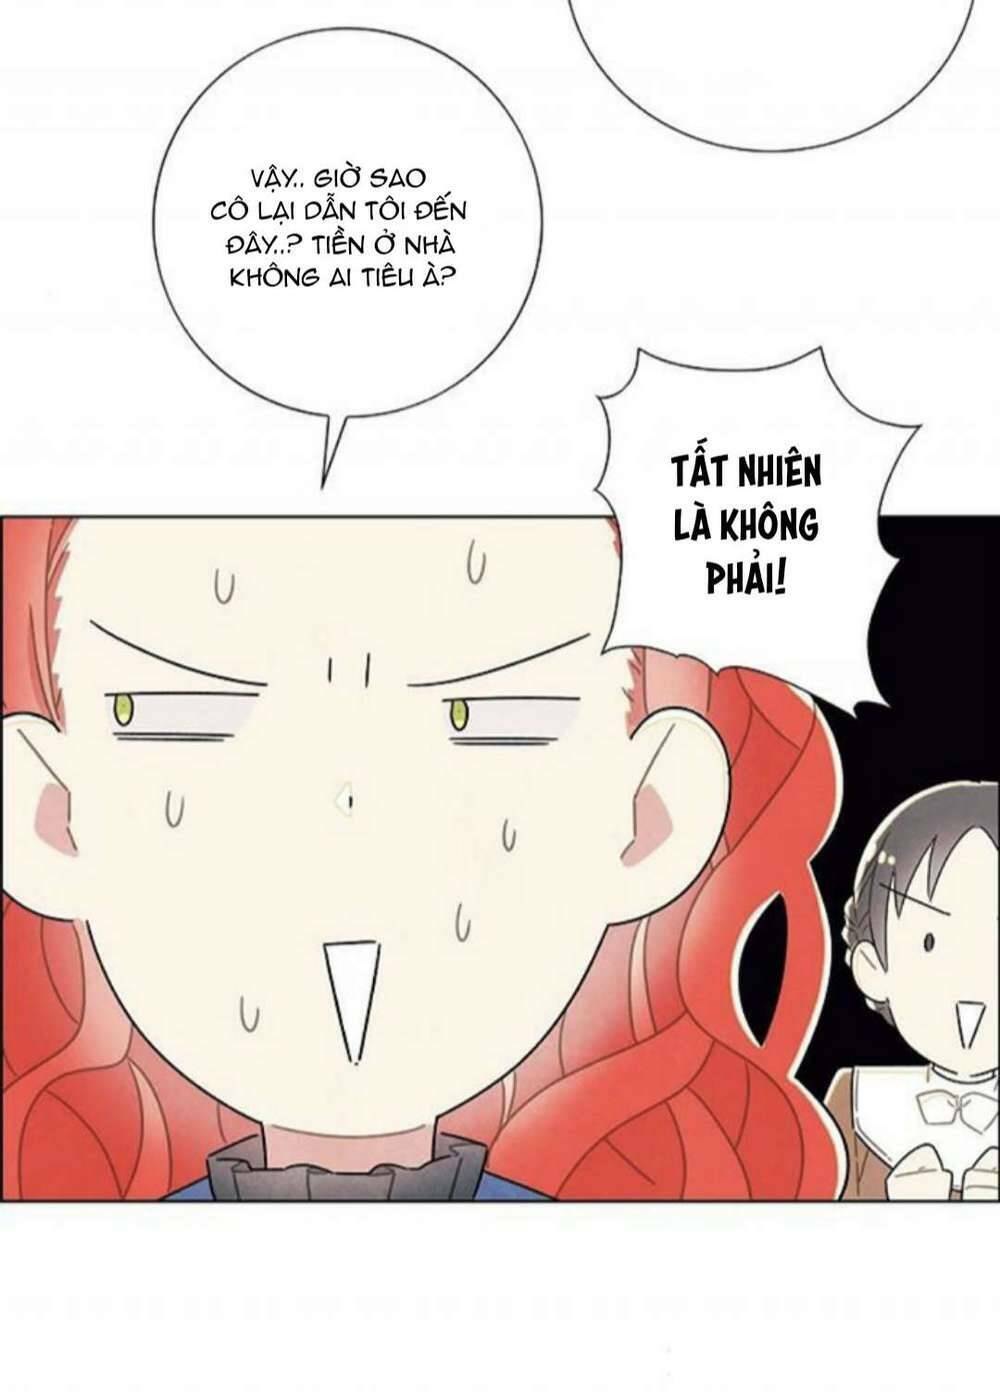 VẬY.. GIỜ SAO
CÔ LẠI DẪN TÔI ĐẾN
ĐÂY..? TIỀN Ở NHÀ
KHÔNG AI TIÊU À?
TẤT NHIÊN
LÀ KHÔNG
PHẢI!